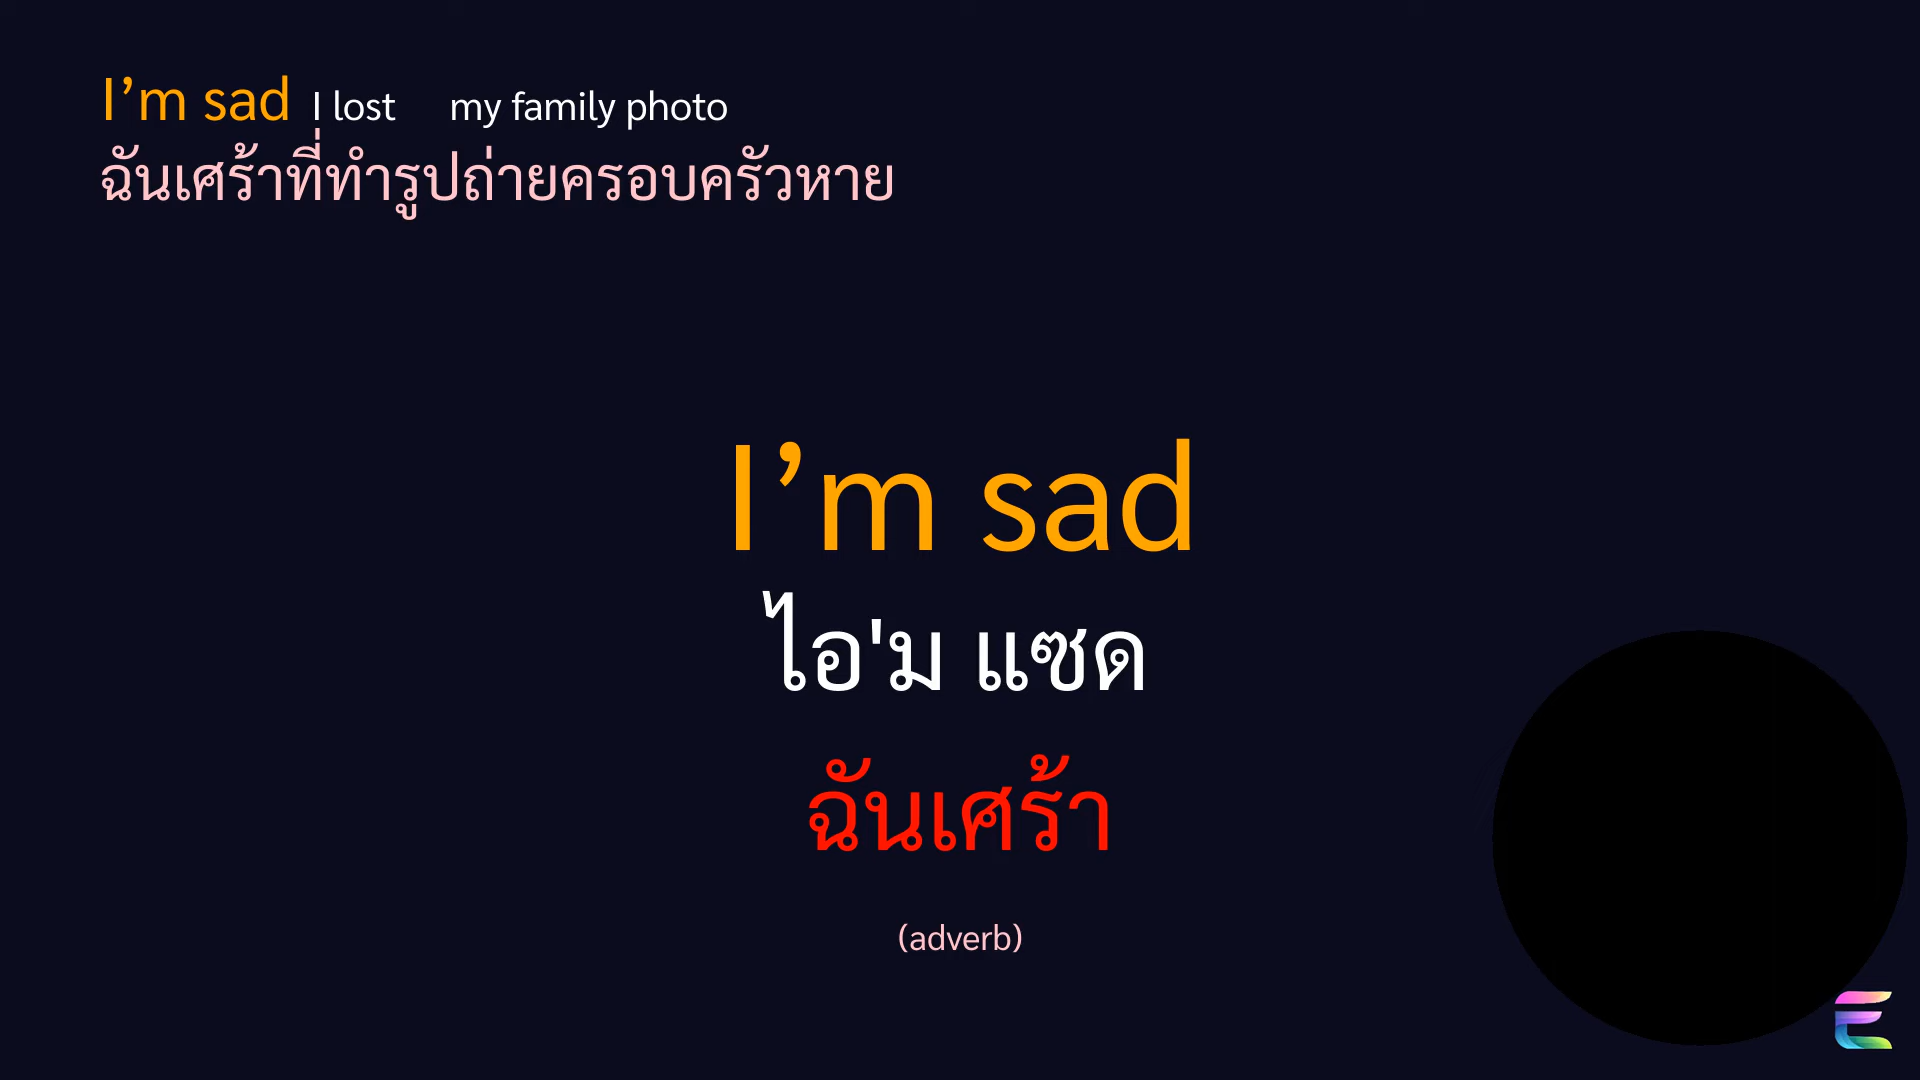 I’m sad I lost my family photo
ฉันเศร้าที่ทำรูปถ่ายครอบครัวหาย
I’m sad
ไอ'ม แซด
ฉันเศร้า
(adverb)